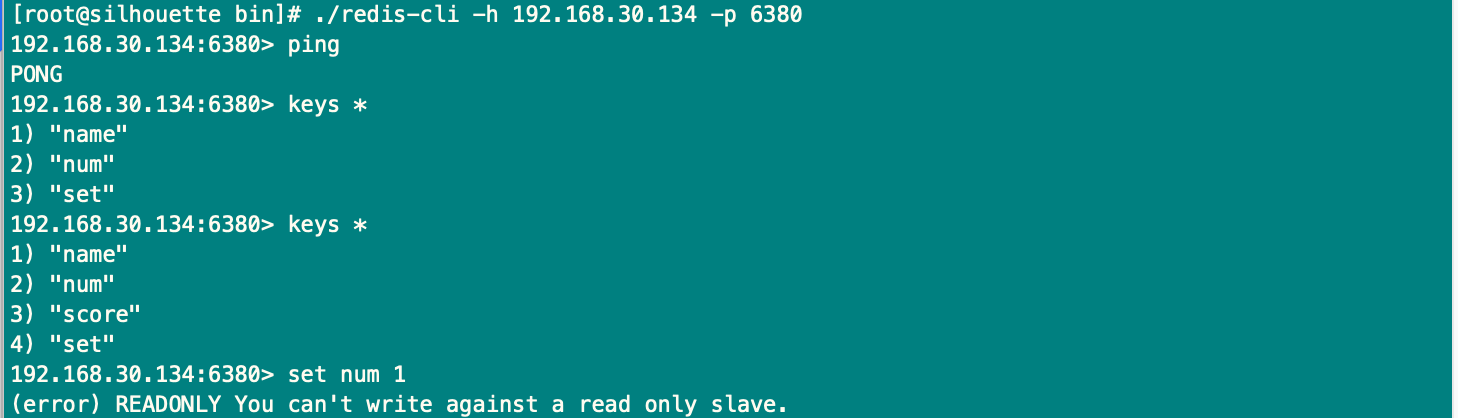 [root@silhouette bin]# ./redis-cli -h 192.168.30.134 -p 6380
192.168.30.134:6380> ping
PONG
192.168.30.134:6380> keys *
1) "name"
2) "num"
3) "set"
192.168.30.134:6380> keys *
1) "name"
2) "num"
3) "score"
4) "set"
192.168.30.134:6380> set num 1
(error) READONLY You can't write against a read only slave.